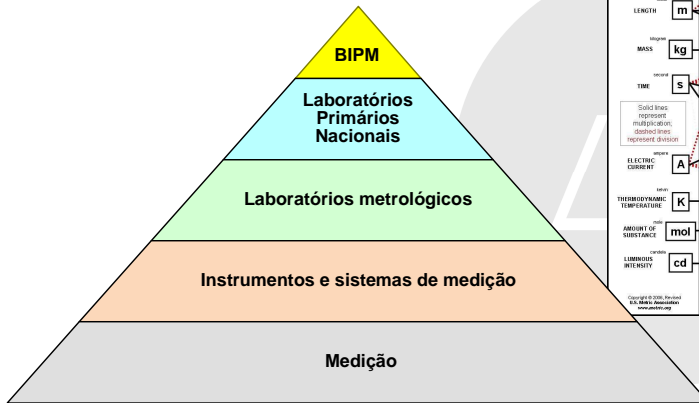 BIPM
Laboratórios
Primários
Nacionais
Laboratórios metrológicos
Instrumentos e sistemas de medição
Medição
LENGTH
m
kilogram
MASS
kg
second
TIME
s
Solid lines
represent
multiplication;
dashed lines
represent division
ampere
ELECTRIC
CURRENT
A
kelvin
THERMODYNAMIC
TEMPERATURE
K
mole
AMOUNT OF
SUBSTANCE
mol
candela
LUMINOUS
INTENSITY
cd
Copyright © 2008, Revised
U.S. Metric Association
www.metric.org